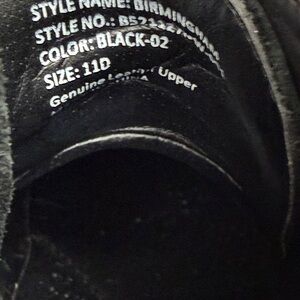 STYLE NAME: BIRMINGHAM
STYLE NO.:
COLOR: BLACK-02
SIZE: 11D
Genuine Upper